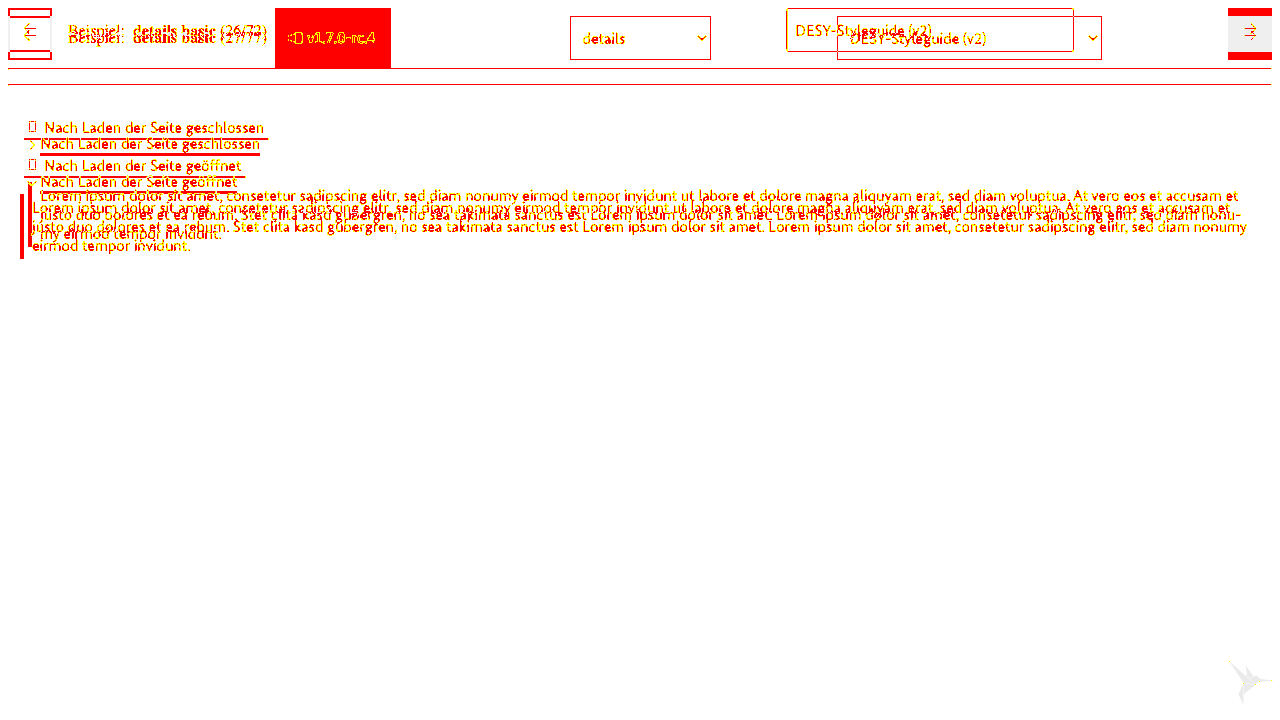 Beispiel: details basic (26/72)
Beispiel: details basic (27/77)
v1.7.0-rc.4
details
DESY-Styleguide (v2)
DESY-Styleguide (v2)
Nach Laden der Seite geschlossen
Nach Laden der Seite geschlossen
Nach Laden der Seite geöffnet
Nach Laden der Seite geöffnet
Lorem ipsum dolor sit amet, consetetur sadipscing elitr, sed diam nonumy eirmod tempor invidunt ut labore et dolore magna aliquyam erat, sed diam voluptua. At vero eos et accusam et
Lorem ipsum dolor sit amet, consetetur sadipscing elitr, sed diam nonumy eirmod tempor invidunt ut labore et dolore magna aliquyam erat, sed diam voluptua. At vero eos et accusam et
justo duo dolores et ea rebum. Stet clita kasd gubergren, no sea takimata sanctus est Lorem ipsum dolor sit amet. Lorem ipsum dolor sit amet, consetetur sadipscing elitr, sed diam nonu-
justo duo dolores et ea rebum. Stet clita kasd gubergren, no sea takimata sanctus est Lorem ipsum dolor sit amet. Lorem ipsum dolor sit amet, consetetur sadipscing elitr, sed diam nonumy
my eirmod tempor invidunt.
eirmod tempor invidunt.